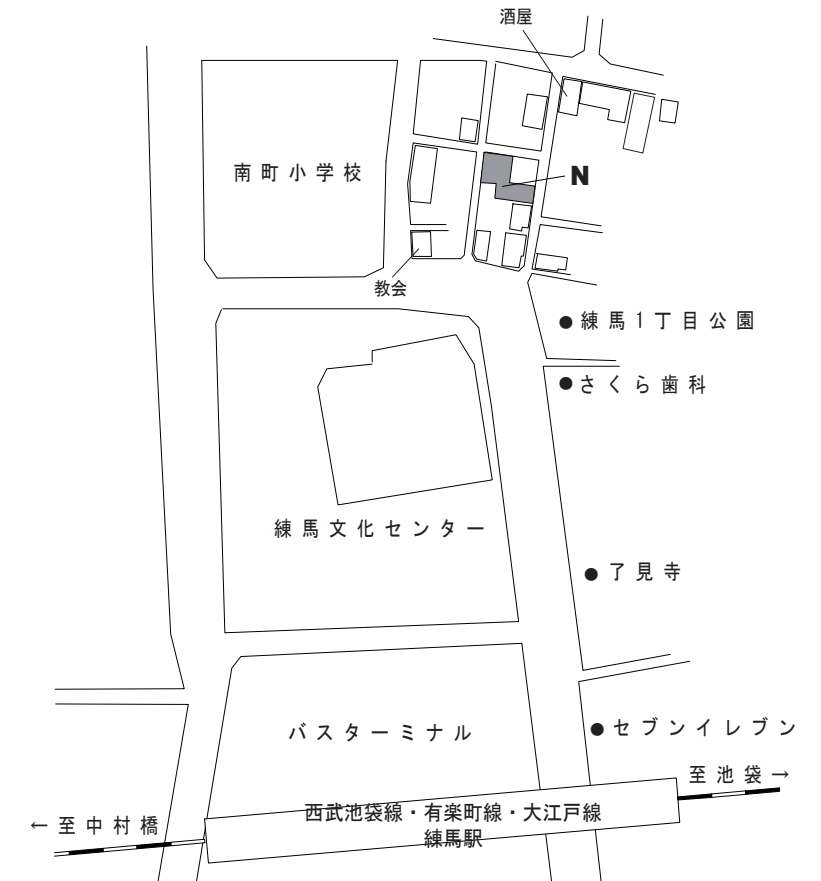 酒屋
南町小学校
N
教会
練馬1丁目公園
さくら歯科
練馬文化センター
了見寺
セブンイレブン
バスターミナル
至池袋→
西武池袋線・有楽町線・大江戸線
練馬駅
←至中村橋